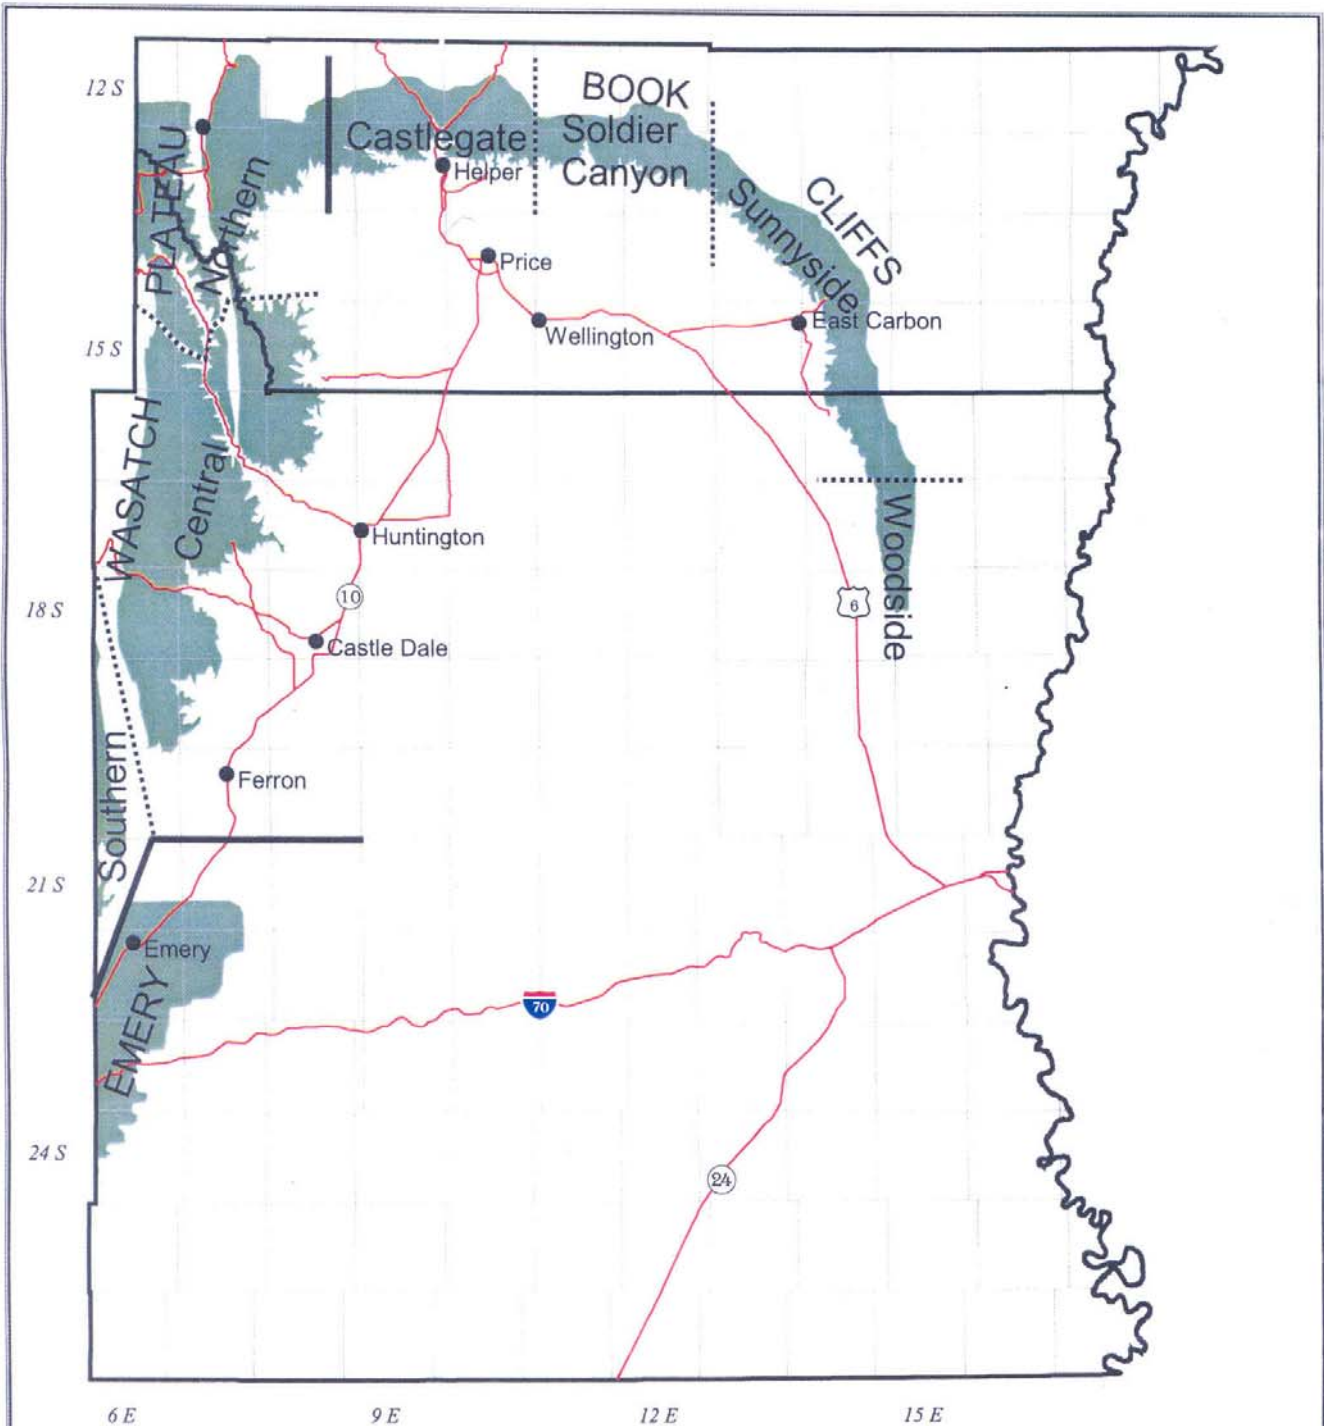 12 S
BOOK
Castlegate
Soldier
Canyon
PLATEAU
Northern
Helper
Sunnyside
CLIFFS
Price
East Carbon
Wellington
15 S
WASATCH
Central
Huntington
Woodside
10
6
18 S
Castle Dale
Southern
Ferron
21 S
Emery
EMERY
70
24 S
24
6 E
9 E
12 E
15 E